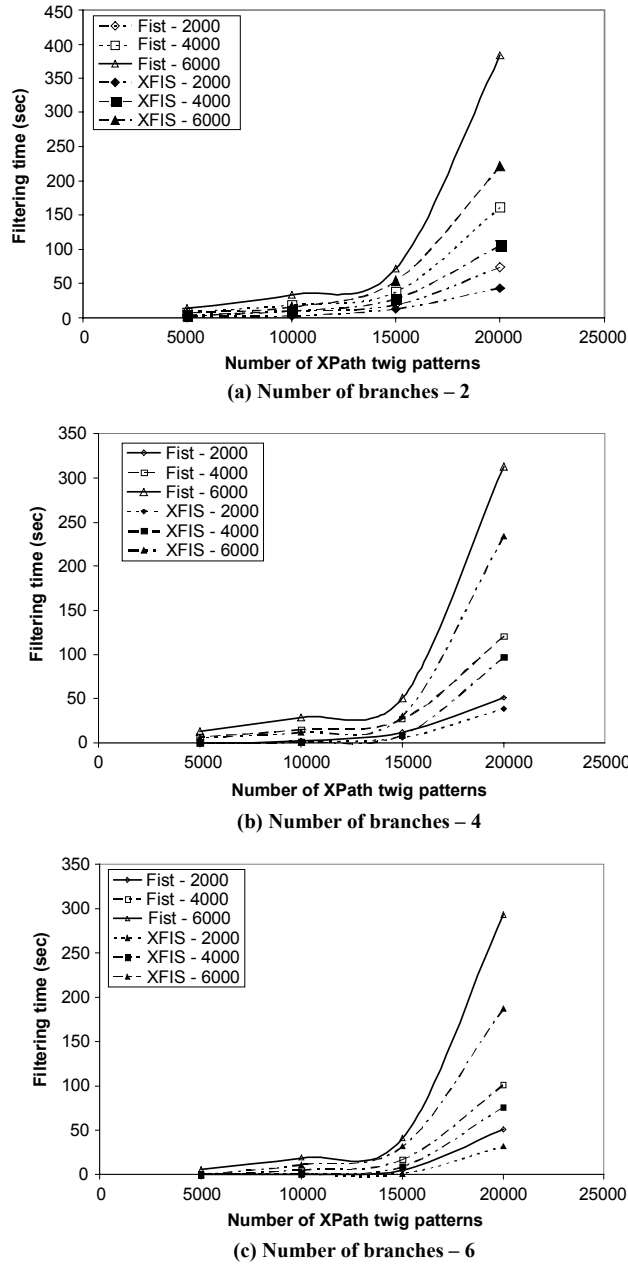 450
400
350
300
250
200
150
100
50
0
Filtering time (sec)
Fist - 2000
Fist - 4000
Fist - 6000
XFIS - 2000
XFIS - 4000
XFIS - 6000
0 5000 10000 15000 20000 25000
Number of XPath twig patterns
(a) Number of branches – 2
350
300
250
200
150
100
50
0
Filtering time (sec)
Fist - 2000
Fist - 4000
Fist - 6000
XFIS - 2000
XFIS - 4000
XFIS - 6000
0 5000 10000 15000 20000 25000
Number of XPath twig patterns
(b) Number of branches – 4
350
300
250
200
150
100
50
0
Filtering time (sec)
Fist - 2000
Fist - 4000
Fist - 6000
XFIS - 2000
XFIS - 4000
XFIS - 6000
0 5000 10000 15000 20000 25000
Number of XPath twig patterns
(c) Number of branches – 6